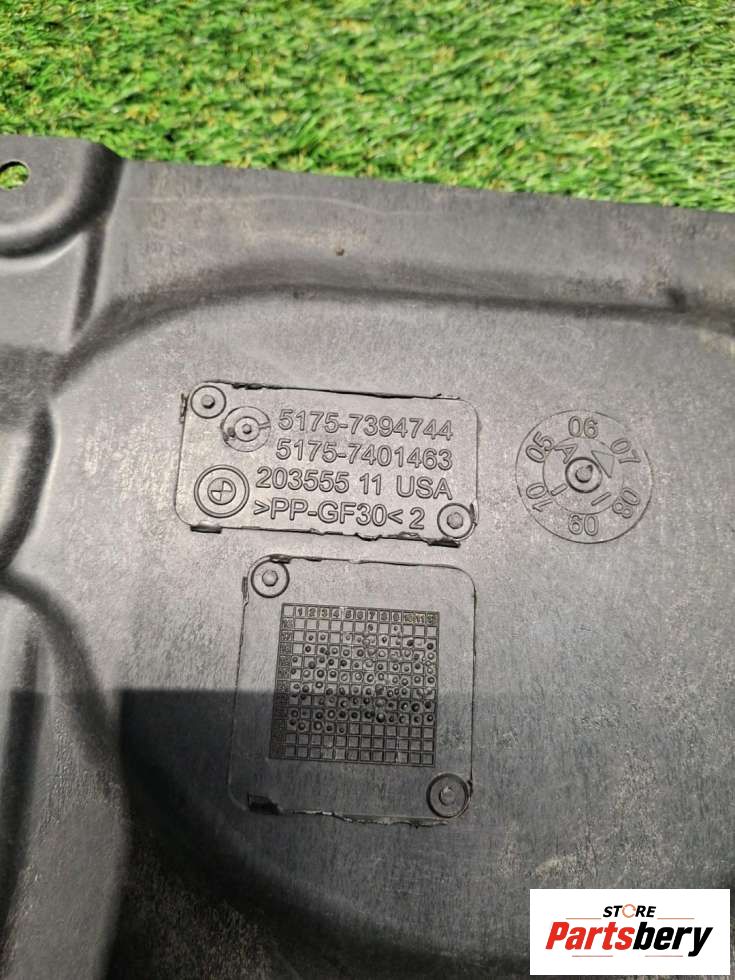 5175-7394744
5175-7401463
203555 11 USA
>PP-GF30< 2
05 06 07
A
10 09 08
1 2 3 4 5 6 7 8 9 10 11 12
STORE
Partsbery